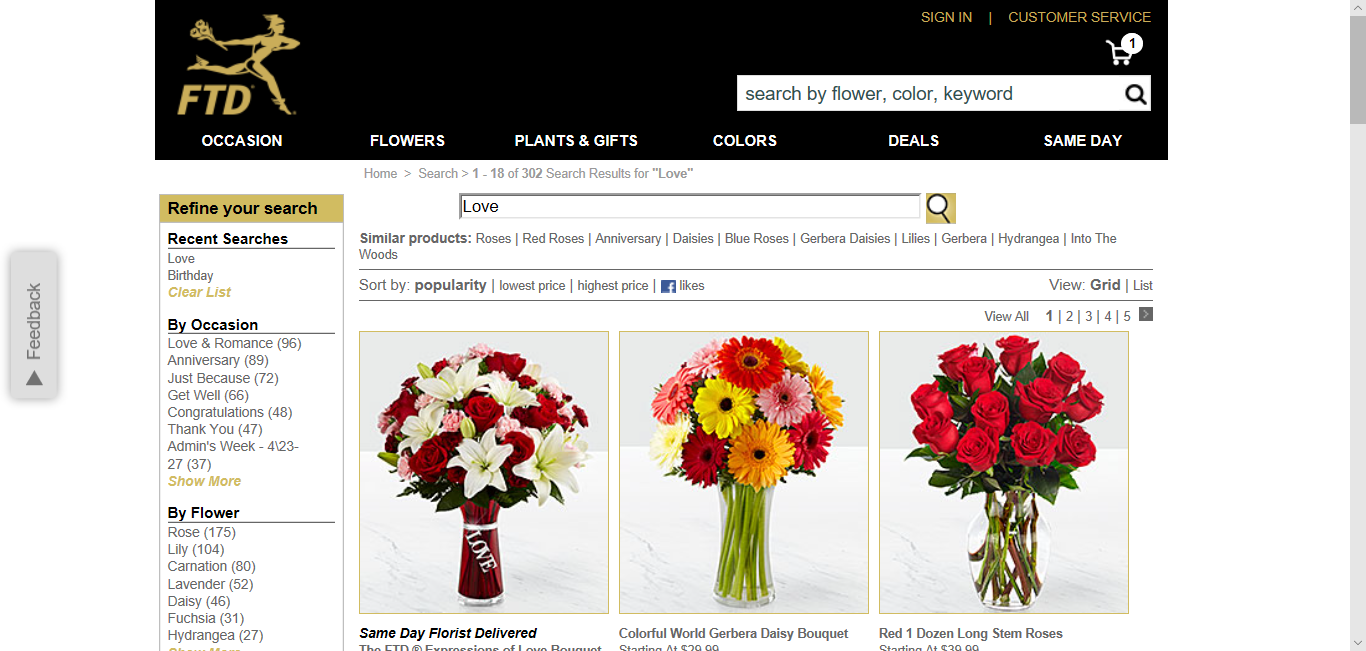 SIGN IN | CUSTOMER SERVICE
1
FTD
search by flower, color, keyword
OCCASION FLOWERS PLANTS & GIFTS COLORS DEALS SAME DAY
Home > Search > 1 - 18 of 302 Search Results for "Love"
Refine your search
Recent Searches
Love
Birthday
Clear List
By Occasion
Love & Romance (96)
Anniversary (89)
Just Because (72)
Get Well (66)
Congratulations (48)
Thank You (47)
Admin's Week - 4\23-
27 (37)
Show More
By Flower
Rose (175)
Lily (104)
Carnation (80)
Lavender (52)
Daisy (46)
Fuchsia (31)
Hydrangea (27)
Show More
Feedback
Love
Similar products: Roses | Red Roses | Anniversary | Daisies | Blue Roses | Gerbera Daisies | Lilies | Gerbera | Hydrangea | Into The
Woods
Sort by: popularity | lowest price | highest price | f likes
View: Grid | List
View All 1 | 2 | 3 | 4 | 5
LOVE
Same Day Florist Delivered
The FTD ® Expressions of Love Bouquet
Colorful World Gerbera Daisy Bouquet
Starting At $29.99
Red 1 Dozen Long Stem Roses
Starting At $39.99